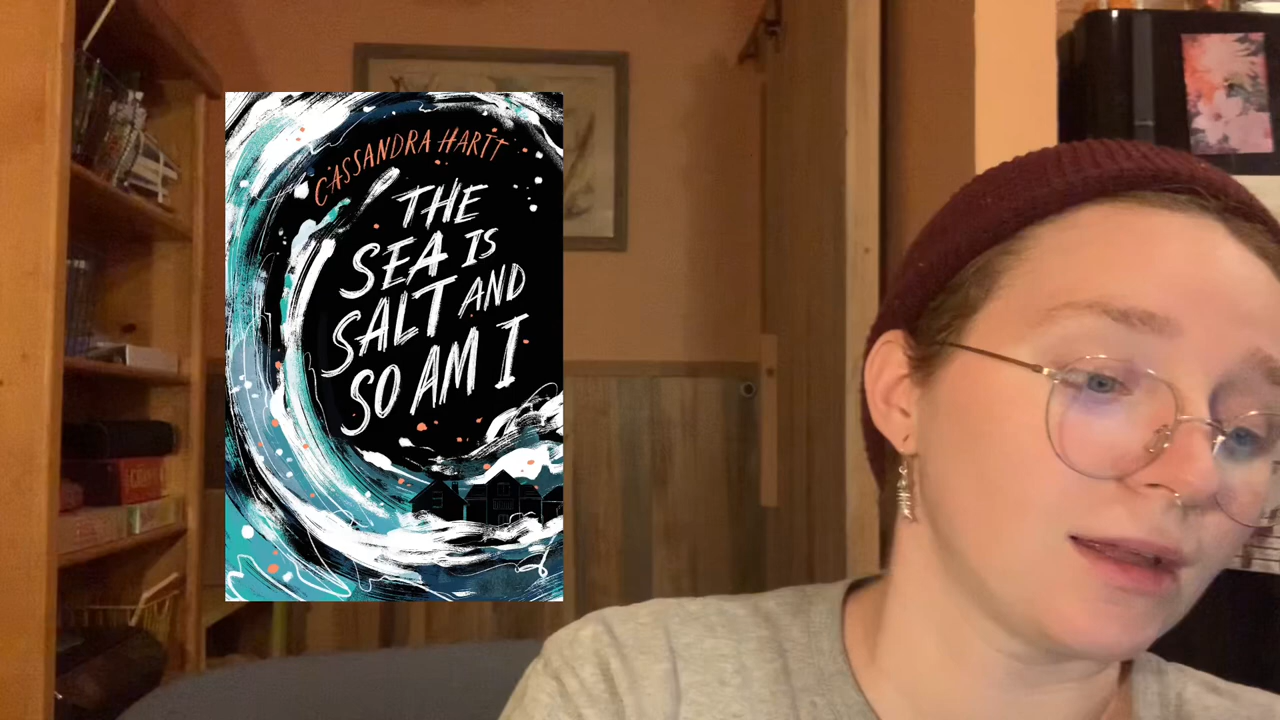 CASSANDRA HARTT
THE
SEA IS
SALT AND
SO AM I